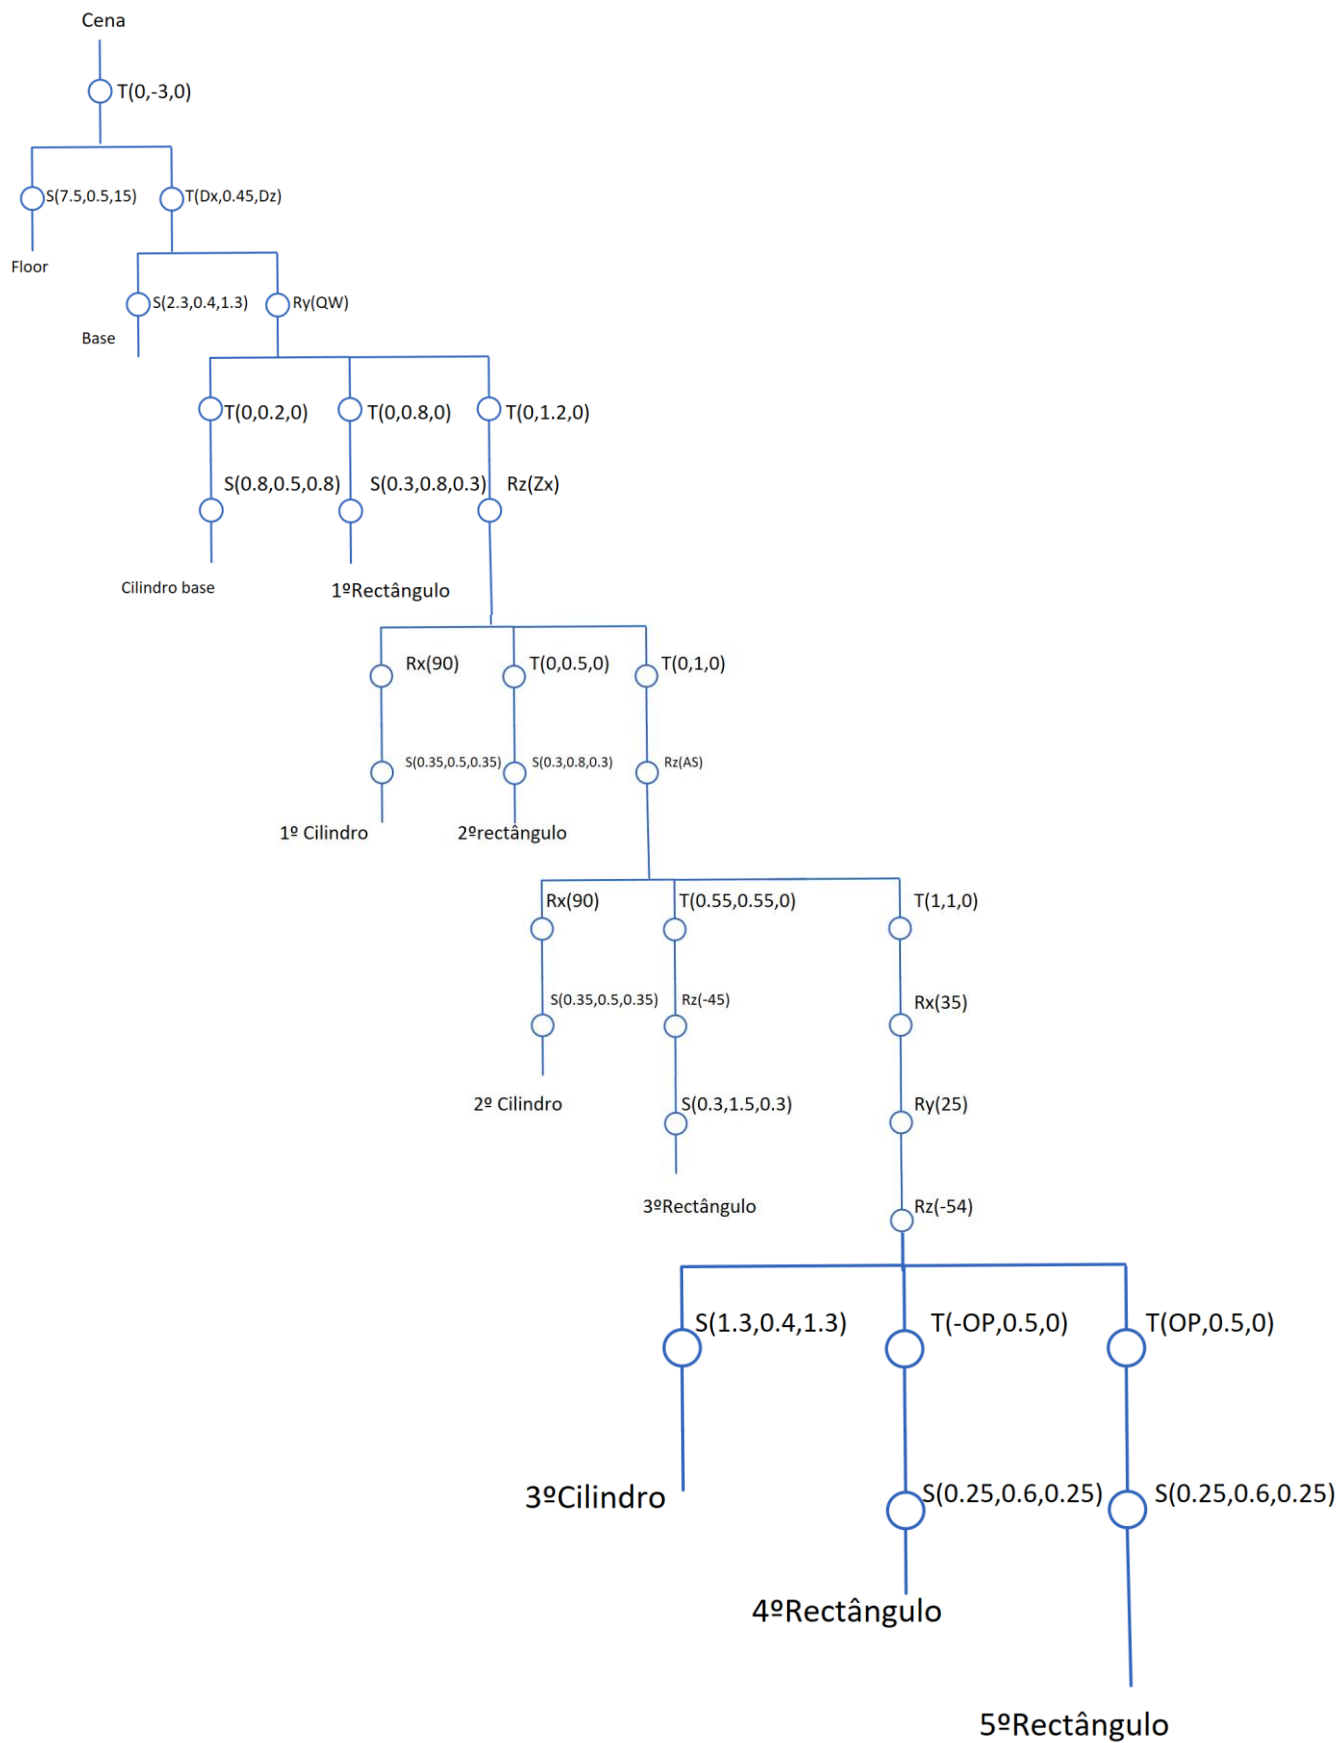 Cena
T(0,-3,0)
S(7.5,0.5,15)
T(Dx,0.45,Dz)
Floor
S(2.3,0.4,1.3)
Ry(QW)
Base
T(0,0.2,0)
T(0,0.8,0)
T(0,1.2,0)
S(0.8,0.5,0.8)
S(0.3,0.8,0.3)
Rz(Zx)
Cilindro base
1ºRectângulo
Rx(90)
T(0,0.5,0)
T(0,1,0)
S(0.35,0.5,0.35)
S(0.3,0.8,0.3)
Rz(AS)
1º Cilindro
2ºrectângulo
Rx(90)
T(0.55,0.55,0)
T(1,1,0)
S(0.35,0.5,0.35)
Rz(-45)
Rx(35)
2º Cilindro
S(0.3,1.5,0.3)
Ry(25)
3ºRectângulo
Rz(-54)
S(1.3,0.4,1.3)
T(-OP,0.5,0)
T(OP,0.5,0)
3ºCilindro
S(0.25,0.6,0.25)
S(0.25,0.6,0.25)
4ºRectângulo
5ºRectângulo